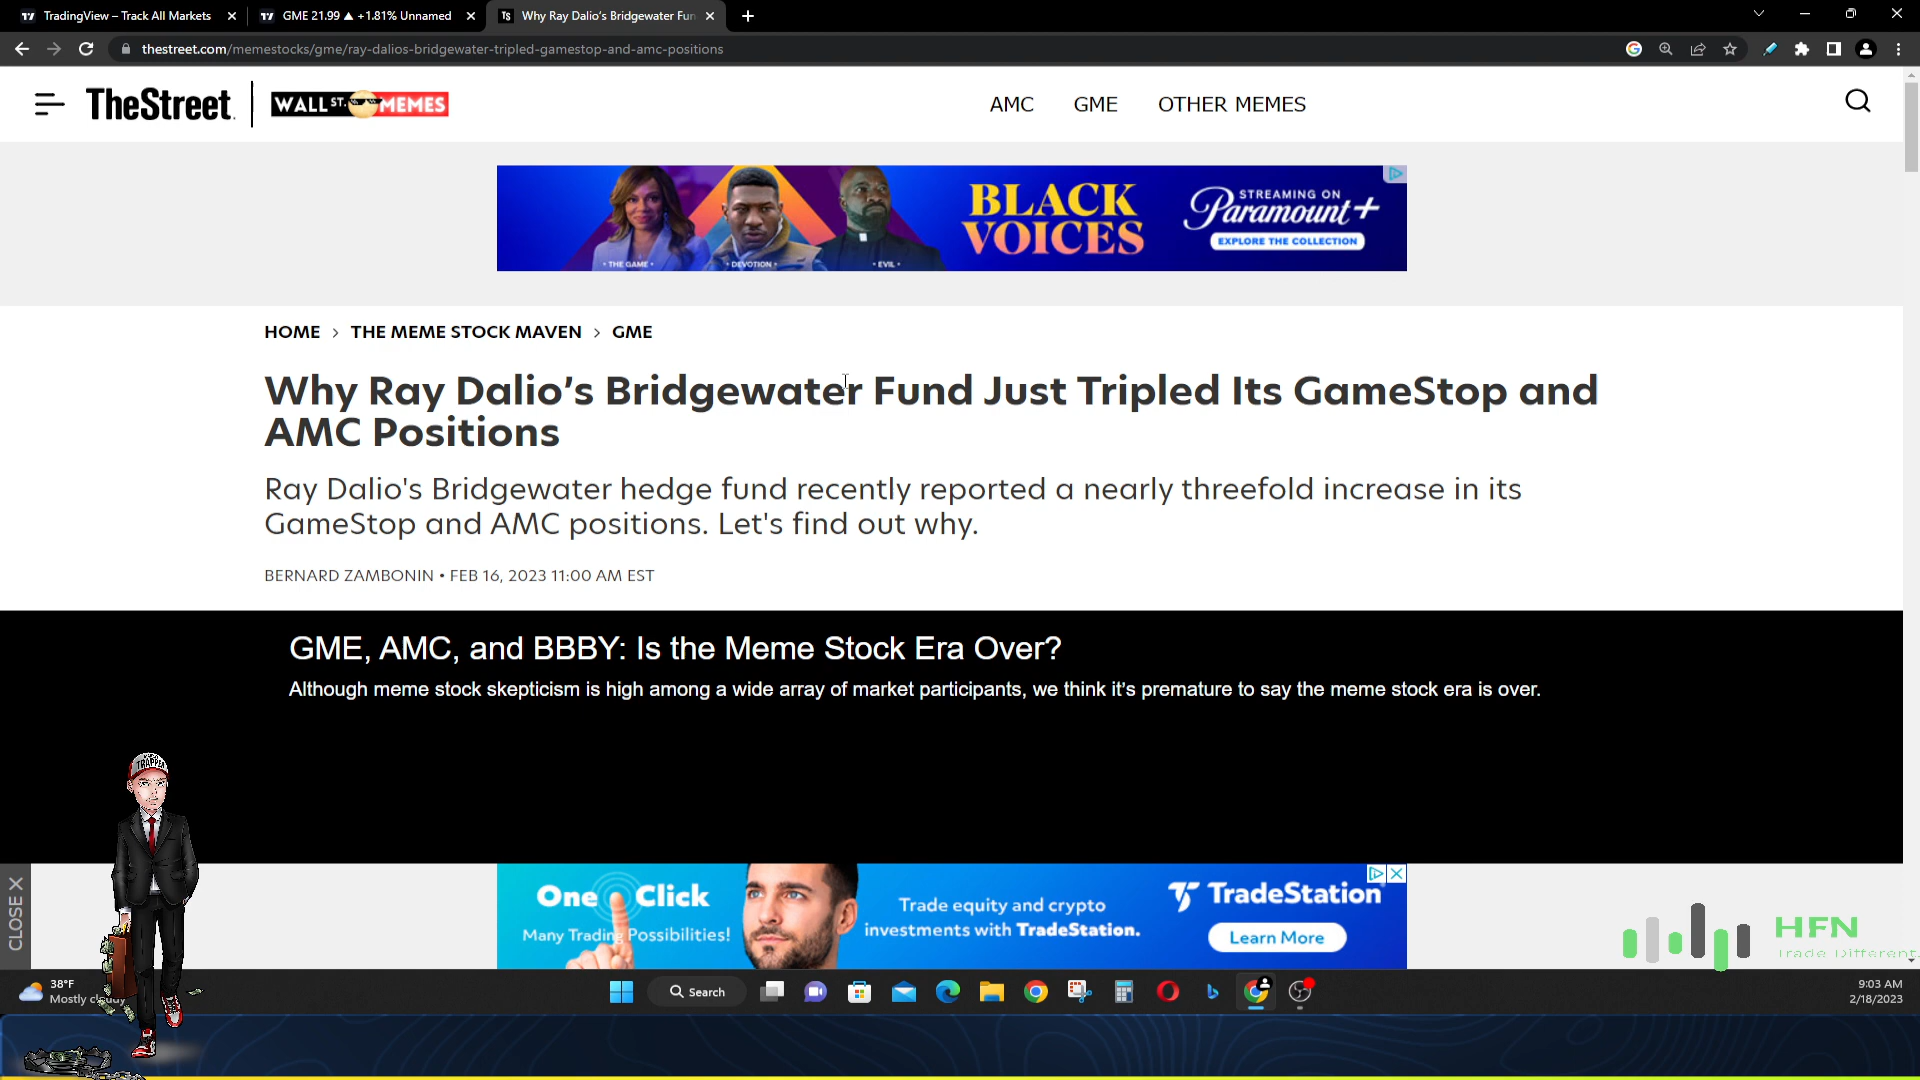 TradingView – Track All Markets
GME 21.99 ▲ +1.81% Unnamed
Why Ray Dalio's Bridgewater Fun
thestreet.com/memestocks/gme/ray-dalios-bridgewater-tripled-gamestop-and-amc-positions
TheStreet
WALL ST. MEMES
AMC
GME
OTHER MEMES
BLACK VOICES
STREAMING ON
Paramount+
EXPLORE THE COLLECTION
• THE GAME •
• DEVOTION •
• EVIL •
HOME > THE MEME STOCK MAVEN > GME
Why Ray Dalio's Bridgewater Fund Just Tripled Its GameStop and
AMC Positions
Ray Dalio's Bridgewater hedge fund recently reported a nearly threefold increase in its
GameStop and AMC positions. Let's find out why.
BERNARD ZAMBONIN • FEB 16, 2023 11:00 AM EST
GME, AMC, and BBBY: Is the Meme Stock Era Over?
Although meme stock skepticism is high among a wide array of market participants, we think it's premature to say the meme stock era is over.
TRAPPER
CLOSE X
One Click
Many Trading Possibilities!
Trade equity and crypto
investments with TradeStation.
TradeStation
Learn More
HFN
Trade Different.
38°F
Mostly cloudy
Search
9:03 AM
2/18/2023